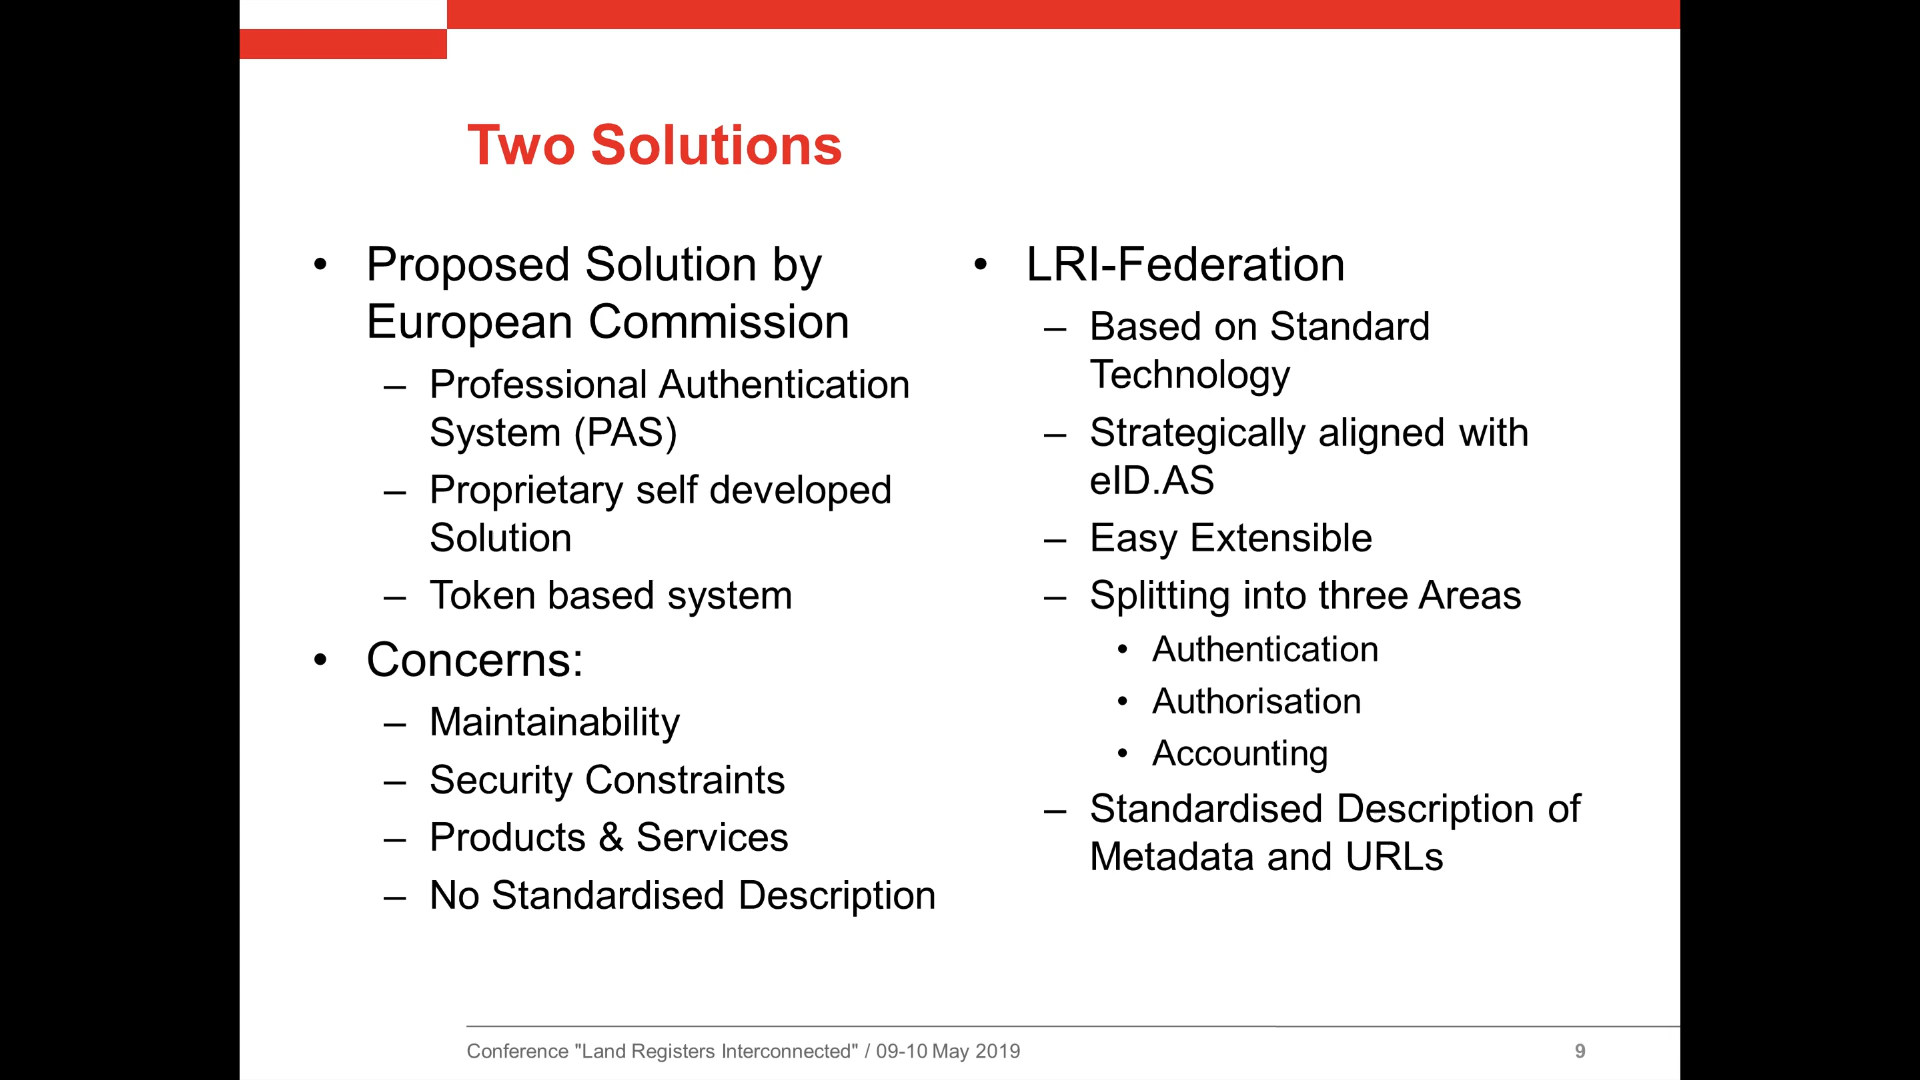 Two Solutions
• Proposed Solution by
European Commission
– Professional Authentication
System (PAS)
– Proprietary self developed
Solution
– Token based system
• Concerns:
– Maintainability
– Security Constraints
– Products & Services
– No Standardised Description
• LRI-Federation
– Based on Standard
Technology
– Strategically aligned with
eID.AS
– Easy Extensible
– Splitting into three Areas
• Authentication
• Authorisation
• Accounting
– Standardised Description of
Metadata and URLs
Conference "Land Registers Interconnected" / 09-10 May 2019
9